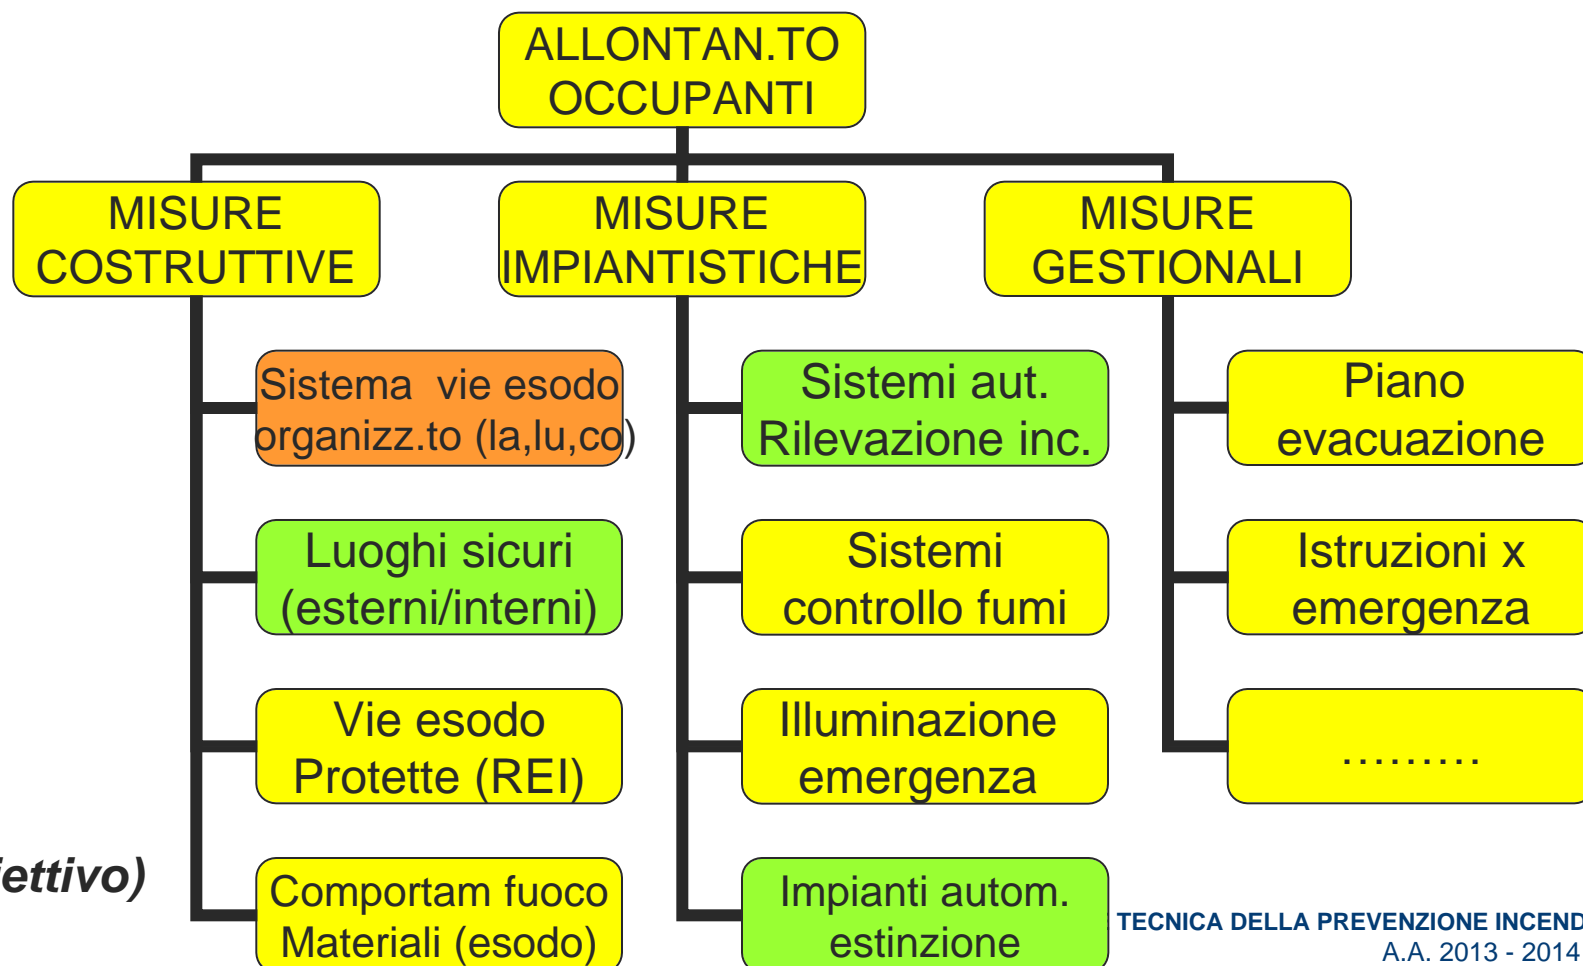 ALLONTAN.TO
OCCUPANTI
MISURE
COSTRUTTIVE
MISURE
IMPIANTISTICHE
MISURE
GESTIONALI
Sistema vie esodo
organizz.to (la,lu,co)
Luoghi sicuri
(esterni/interni)
Vie esodo
Protette (REI)
Comportam fuoco
Materiali (esodo)
Sistemi aut.
Rilevazione inc.
Sistemi
controllo fumi
Illuminazione
emergenza
Impianti autom.
estinzione
Piano
evacuazione
Istruzioni x
emergenza
.........
iettivo)
TECNICA DELLA PREVENZIONE INCEND
A.A. 2013 - 2014